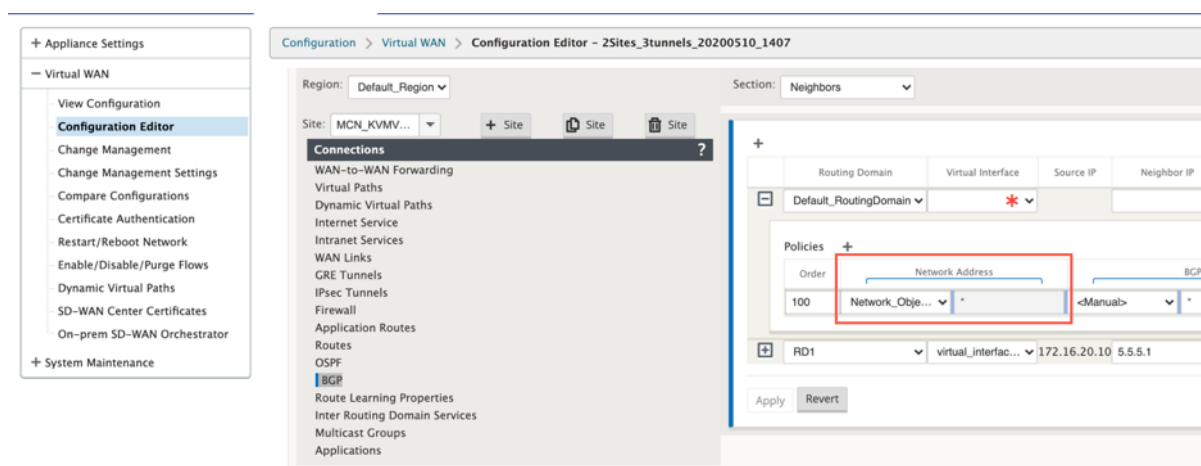 + Appliance Settings
− Virtual WAN
View Configuration
Configuration Editor
Change Management
Change Management Settings
Compare Configurations
Certificate Authentication
Restart/Reboot Network
Enable/Disable/Purge Flows
Dynamic Virtual Paths
SD-WAN Center Certificates
On-prem SD-WAN Orchestrator
+ System Maintenance
Configuration > Virtual WAN > Configuration Editor - 2Sites_3tunnels_20200510_1407
Region: Default_Region
Site: MCN_KVMV... + Site Site Site
Connections ?
WAN-to-WAN Forwarding
Virtual Paths
Dynamic Virtual Paths
Internet Service
Intranet Services
WAN Links
GRE Tunnels
IPsec Tunnels
Firewall
Application Routes
Routes
OSPF
BGP
Route Learning Properties
Inter Routing Domain Services
Multicast Groups
Applications
Section: Neighbors
+
Routing Domain Virtual Interface Source IP Neighbor IP
Default_RoutingDomain *
Policies +
Order Network Address BGP
100 Network_Obje... * <Manual> *
RD1 virtual_interfac... 172.16.20.10 5.5.5.1
Apply Revert